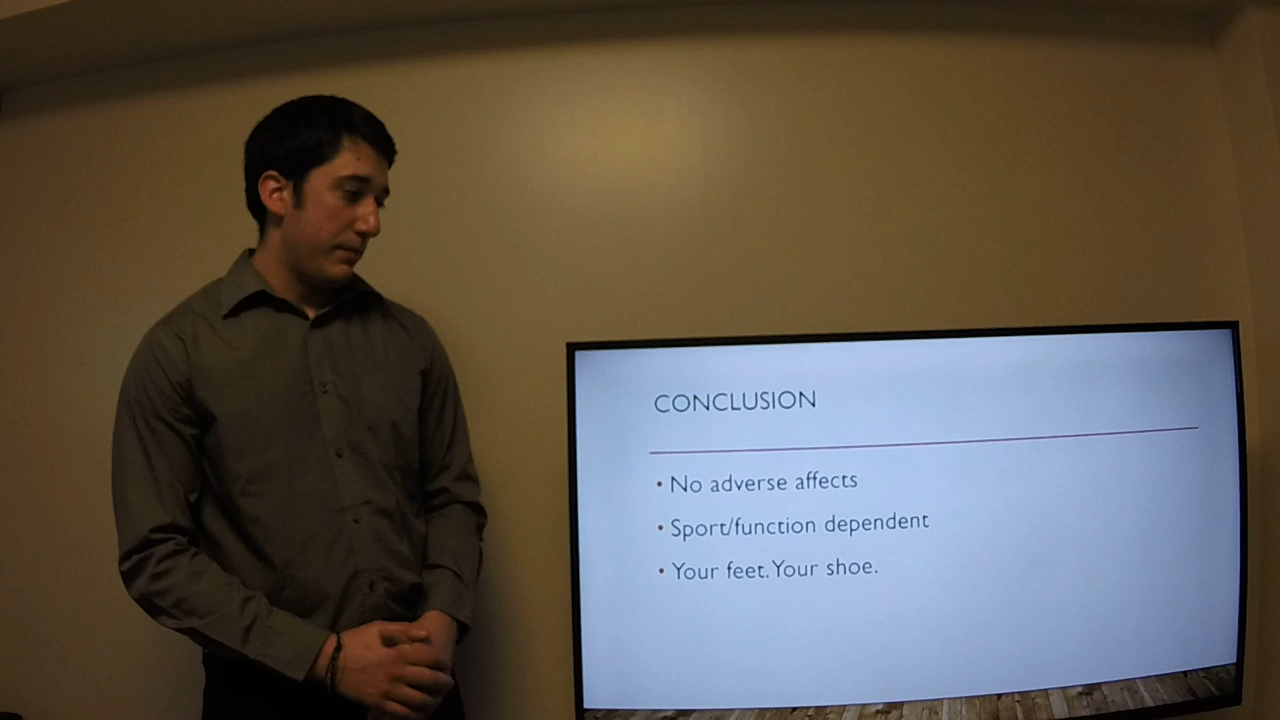 CONCLUSION
• No adverse affects
• Sport/function dependent
• Your feet. Your shoe.